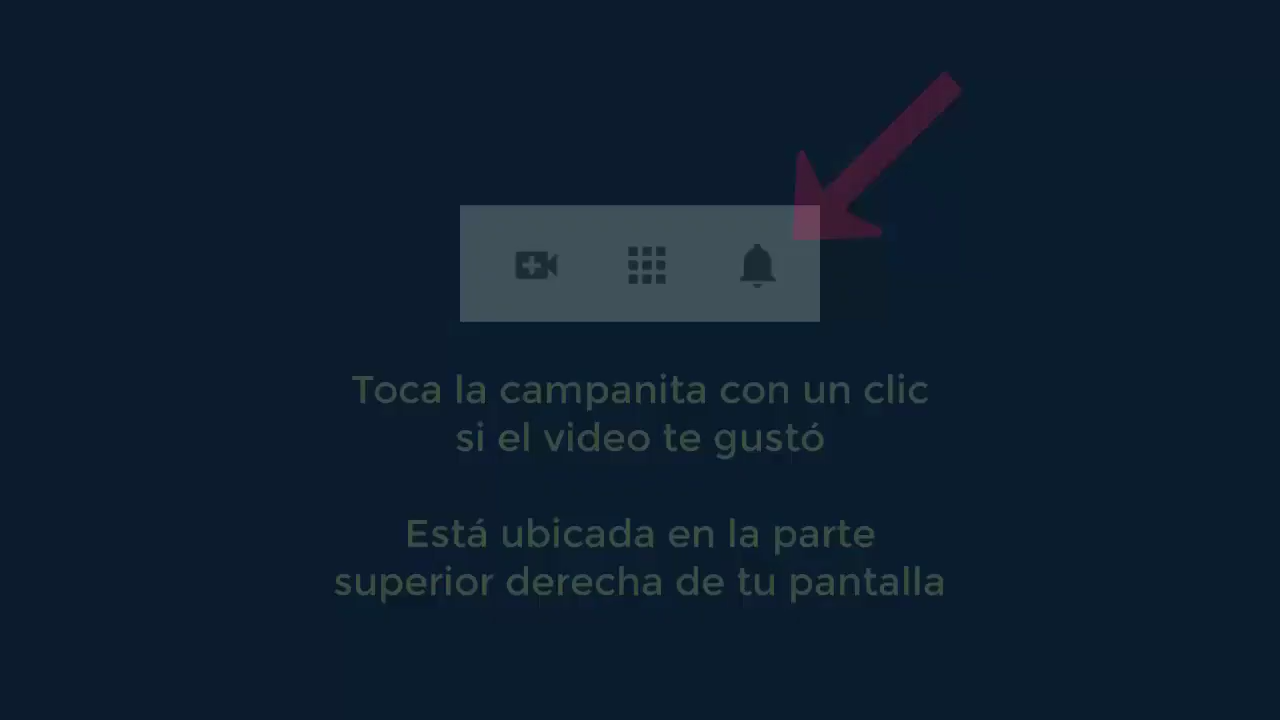 Toca la campanita con un clic
si el video te gustó
Está ubicada en la parte
superior derecha de tu pantalla